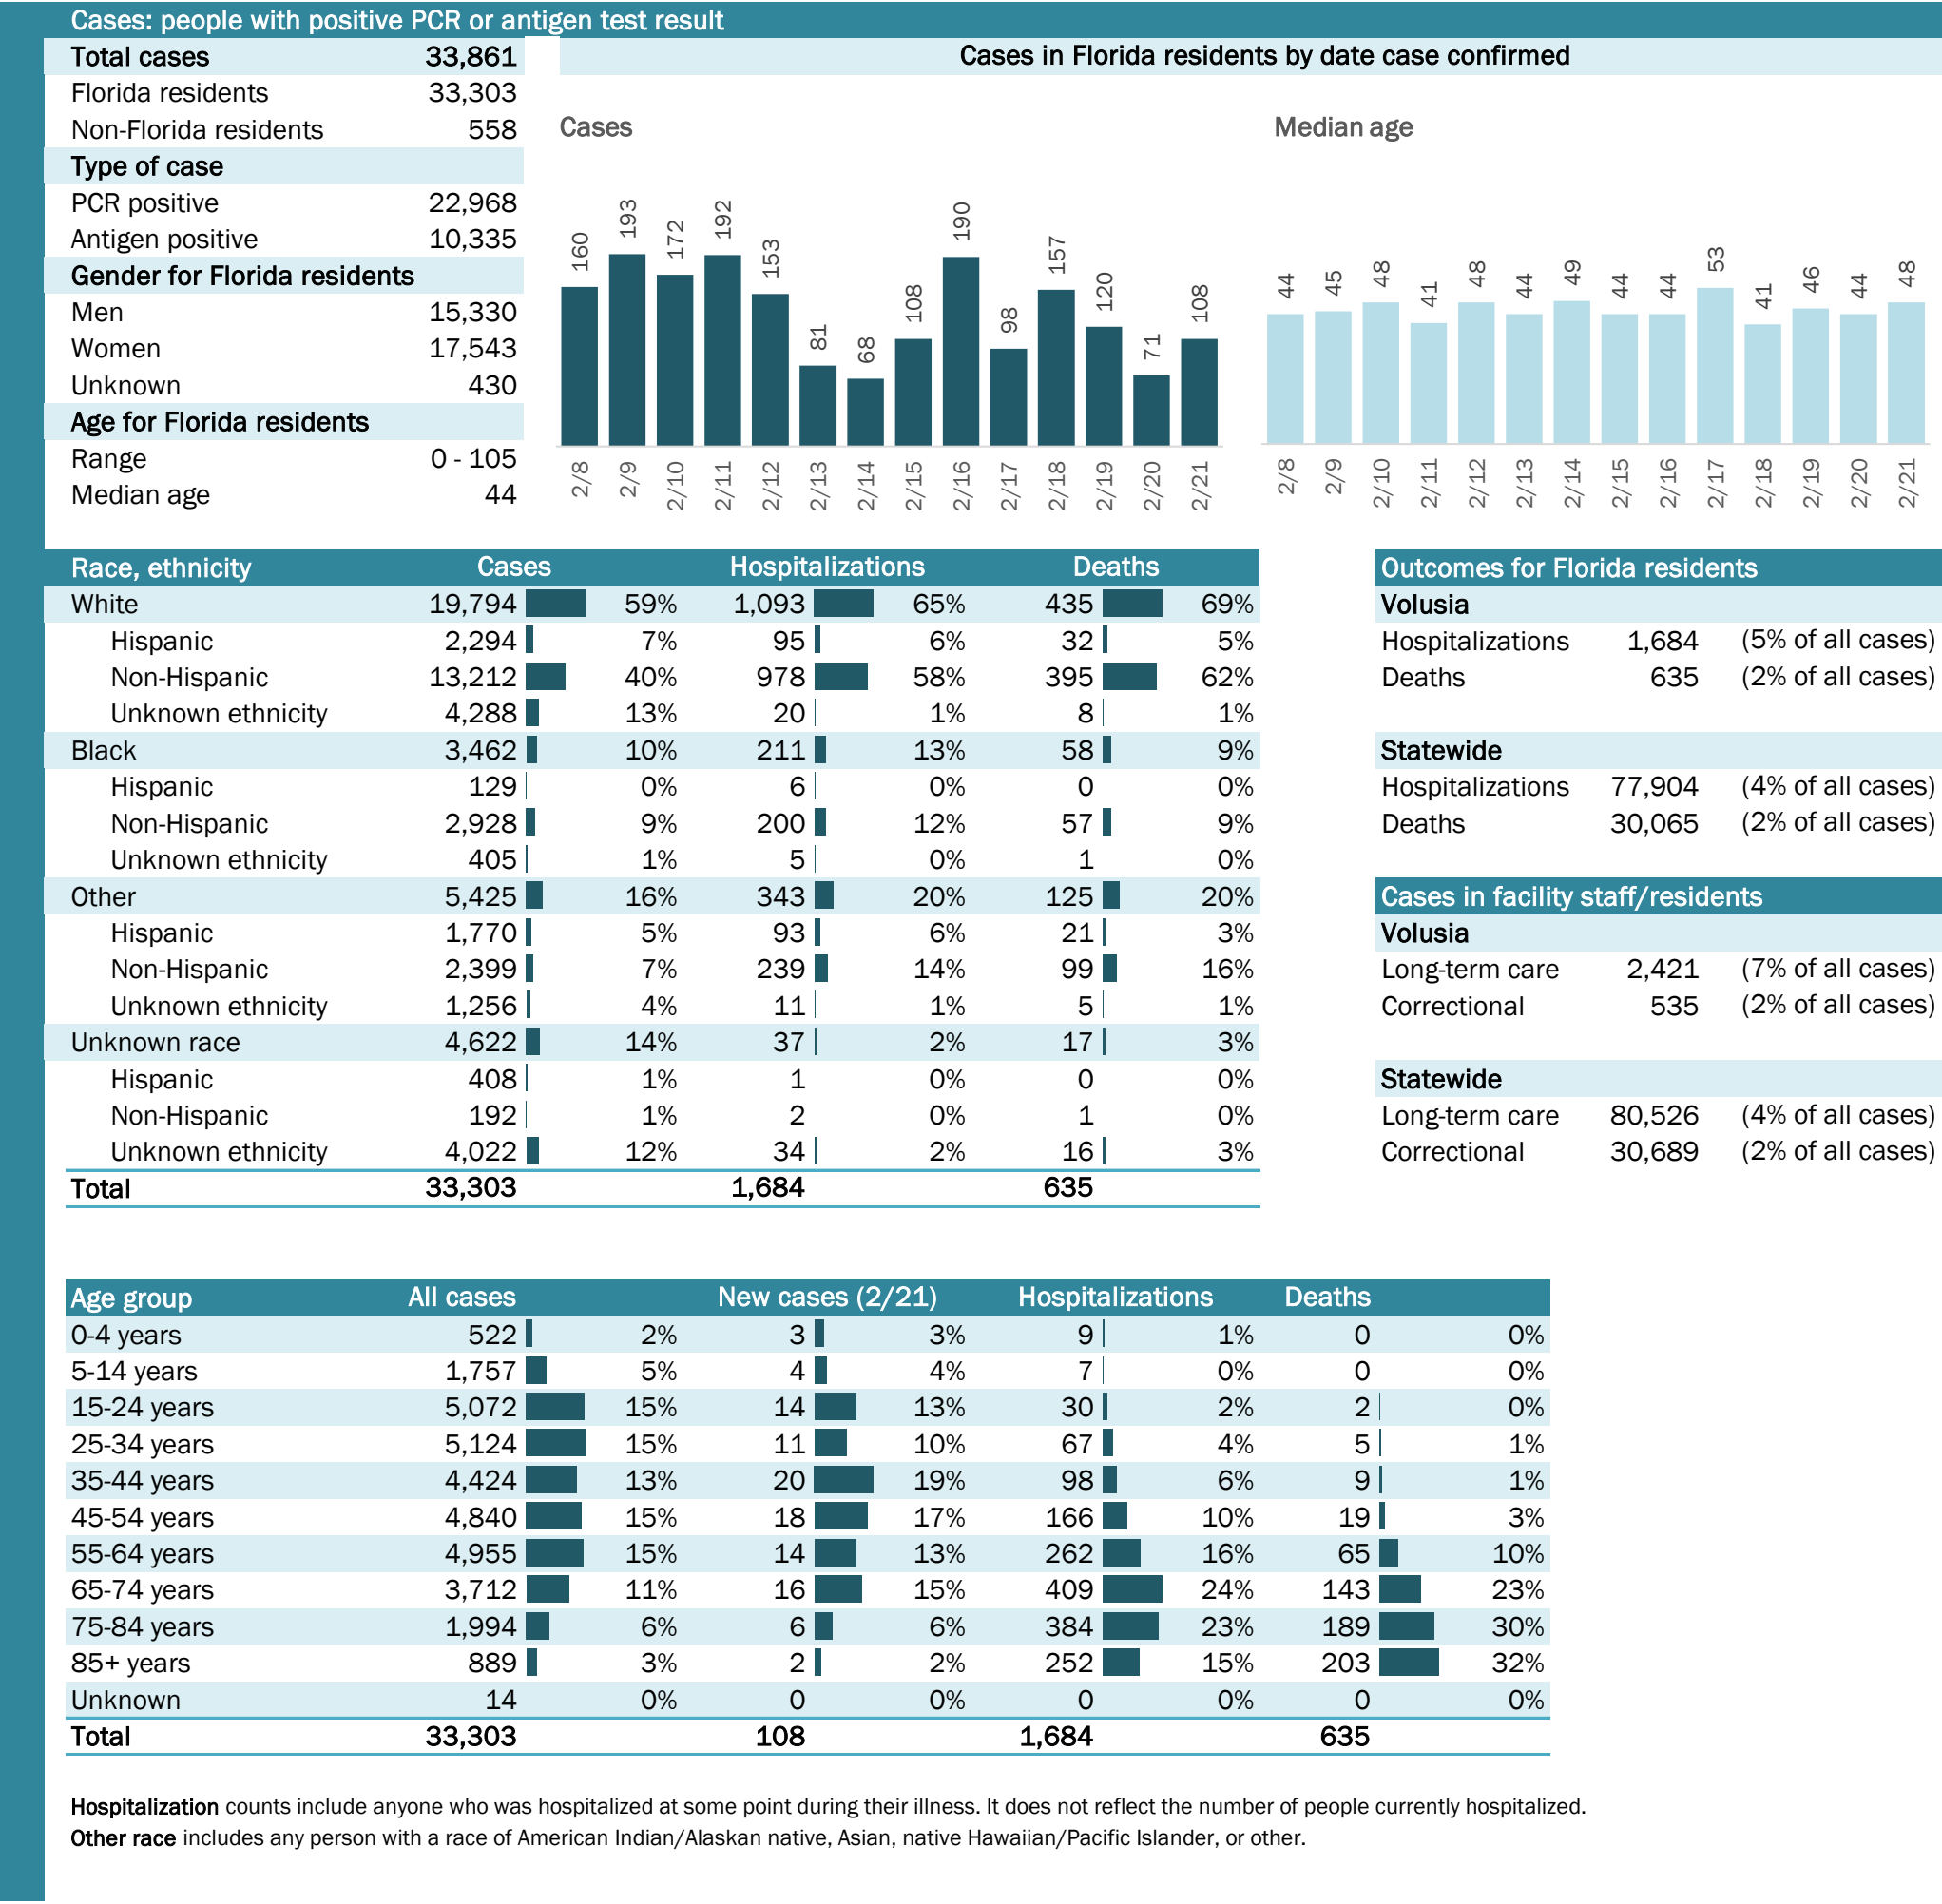 Cases: people with positive PCR or antigen test result
Total cases 33,861
Florida residents 33,303
Non-Florida residents 558
Type of case
PCR positive 22,968
Antigen positive 10,335
Gender for Florida residents
Men 15,330
Women 17,543
Unknown 430
Age for Florida residents
Range 0 - 105
Median age 44
Cases in Florida residents by date case confirmed
Cases
160 193 172 192 153 81 68 108 190 98 157 120 71 108
2/8 2/9 2/10 2/11 2/12 2/13 2/14 2/15 2/16 2/17 2/18 2/19 2/20 2/21
Median age
44 45 48 41 48 44 49 44 44 53 41 46 44 48
2/8 2/9 2/10 2/11 2/12 2/13 2/14 2/15 2/16 2/17 2/18 2/19 2/20 2/21
Race, ethnicity Cases Hospitalizations Deaths
White 19,794 59% 1,093 65% 435 69%
Hispanic 2,294 7% 95 6% 32 5%
Non-Hispanic 13,212 40% 978 58% 395 62%
Unknown ethnicity 4,288 13% 20 1% 8 1%
Black 3,462 10% 211 13% 58 9%
Hispanic 129 0% 6 0% 0 0%
Non-Hispanic 2,928 9% 200 12% 57 9%
Unknown ethnicity 405 1% 5 0% 1 0%
Other 5,425 16% 343 20% 125 20%
Hispanic 1,770 5% 93 6% 21 3%
Non-Hispanic 2,399 7% 239 14% 99 16%
Unknown ethnicity 1,256 4% 11 1% 5 1%
Unknown race 4,622 14% 37 2% 17 3%
Hispanic 408 1% 1 0% 0 0%
Non-Hispanic 192 1% 2 0% 1 0%
Unknown ethnicity 4,022 12% 34 2% 16 3%
Total 33,303 1,684 635
Outcomes for Florida residents
Volusia
Hospitalizations 1,684 (5% of all cases)
Deaths 635 (2% of all cases)
Statewide
Hospitalizations 77,904 (4% of all cases)
Deaths 30,065 (2% of all cases)
Cases in facility staff/residents
Volusia
Long-term care 2,421 (7% of all cases)
Correctional 535 (2% of all cases)
Statewide
Long-term care 80,526 (4% of all cases)
Correctional 30,689 (2% of all cases)
Age group All cases New cases (2/21) Hospitalizations Deaths
0-4 years 522 2% 3 3% 9 1% 0 0%
5-14 years 1,757 5% 4 4% 7 0% 0 0%
15-24 years 5,072 15% 14 13% 30 2% 2 0%
25-34 years 5,124 15% 11 10% 67 4% 5 1%
35-44 years 4,424 13% 20 19% 98 6% 9 1%
45-54 years 4,840 15% 18 17% 166 10% 19 3%
55-64 years 4,955 15% 14 13% 262 16% 65 10%
65-74 years 3,712 11% 16 15% 409 24% 143 23%
75-84 years 1,994 6% 6 6% 384 23% 189 30%
85+ years 889 3% 2 2% 252 15% 203 32%
Unknown 14 0% 0 0% 0 0% 0 0%
Total 33,303 108 1,684 635
Hospitalization counts include anyone who was hospitalized at some point during their illness. It does not reflect the number of people currently hospitalized.
Other race includes any person with a race of American Indian/Alaskan native, Asian, native Hawaiian/Pacific Islander, or other.